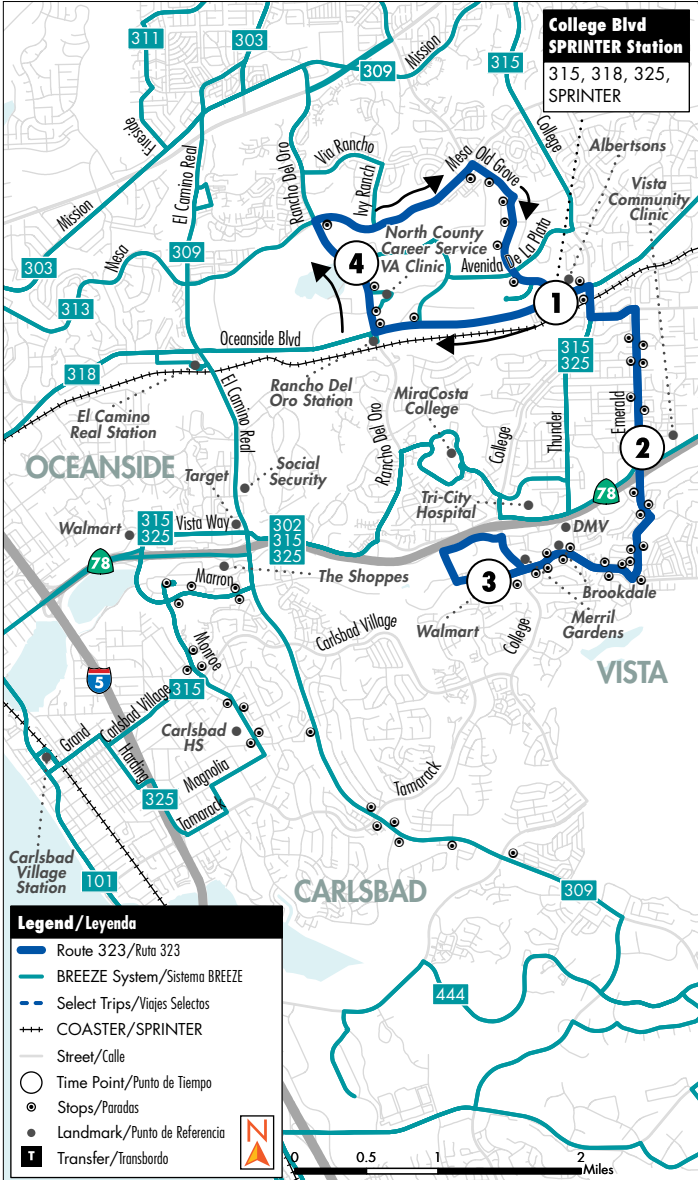 College Blvd
SPRINTER Station
315, 318, 325,
SPRINTER
311
303
309
Mission
315
Fireside
College
Albertsons
Vista
Community
Clinic
El Camino Real
Rancho Del Oro
Via Rancho
Ivy Ranch
Mesa
Old Grove
Mission
303
309
Mesa
313
North County
Career Service
VA Clinic
Avenida De La Plata
4
1
Oceanside Blvd
318
315
325
El Camino
Real Station
Rancho Del
Oro Station
El Camino Real
MiraCosta
College
Rancho Del Oro
College
Thunder
Emerald
2
OCEANSIDE
Target
Social
Security
Tri-City
Hospital
78
DMV
Walmart
315
325
Vista Way
302
315
325
78
The Shoppes
Marron
3
Walmart
Brookdale
Merril
Gardens
College
Carlsbad Village
VISTA
Monroe
5
315
Carlsbad Village
Grand
Harding
Carlsbad
HS
Magnolia
325
Tamarack
Tamarack
Carlsbad
Village
Station
101
CARLSBAD
309
444
Legend/Leyenda
Route 323/Ruta 323
BREEZE System/Sistema BREEZE
Select Trips/Viajes Selectos
COASTER/SPRINTER
Street/Calle
Time Point/Punto de Tiempo
Stops/Paradas
Landmark/Punto de Referencia
T Transfer/Transbordo
N
0 0.5 1 2
Miles